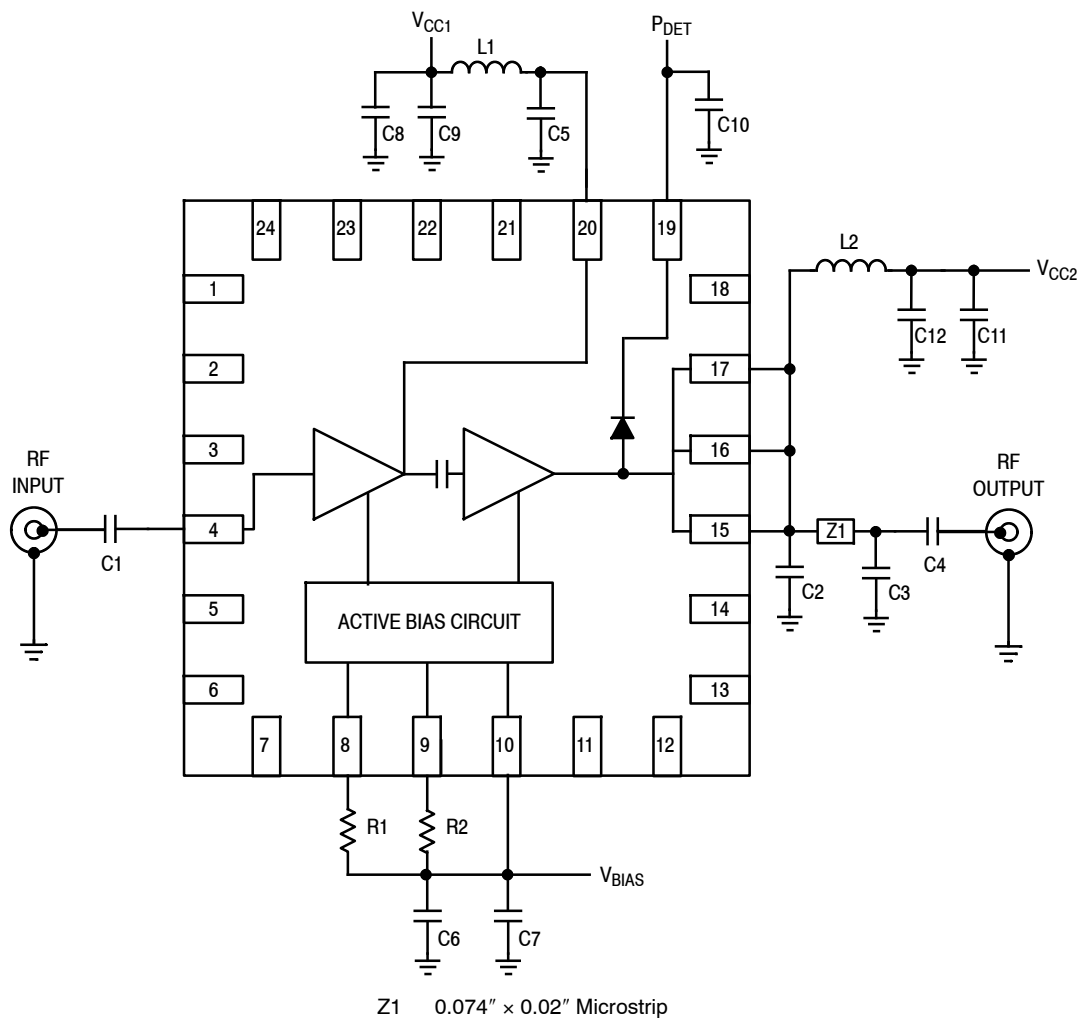 VCC1
L1
PDET
C8
C9
C5
C10
24
23
22
21
20
19
1
18
L2
VCC2
C12
C11
2
17
3
16
RF
INPUT
RF
OUTPUT
4
15
Z1
C1
C2
C3
C4
5
14
ACTIVE BIAS CIRCUIT
6
13
7
8
9
10
11
12
R1
R2
VBIAS
C6
C7
Z1 0.074″ × 0.02″ Microstrip